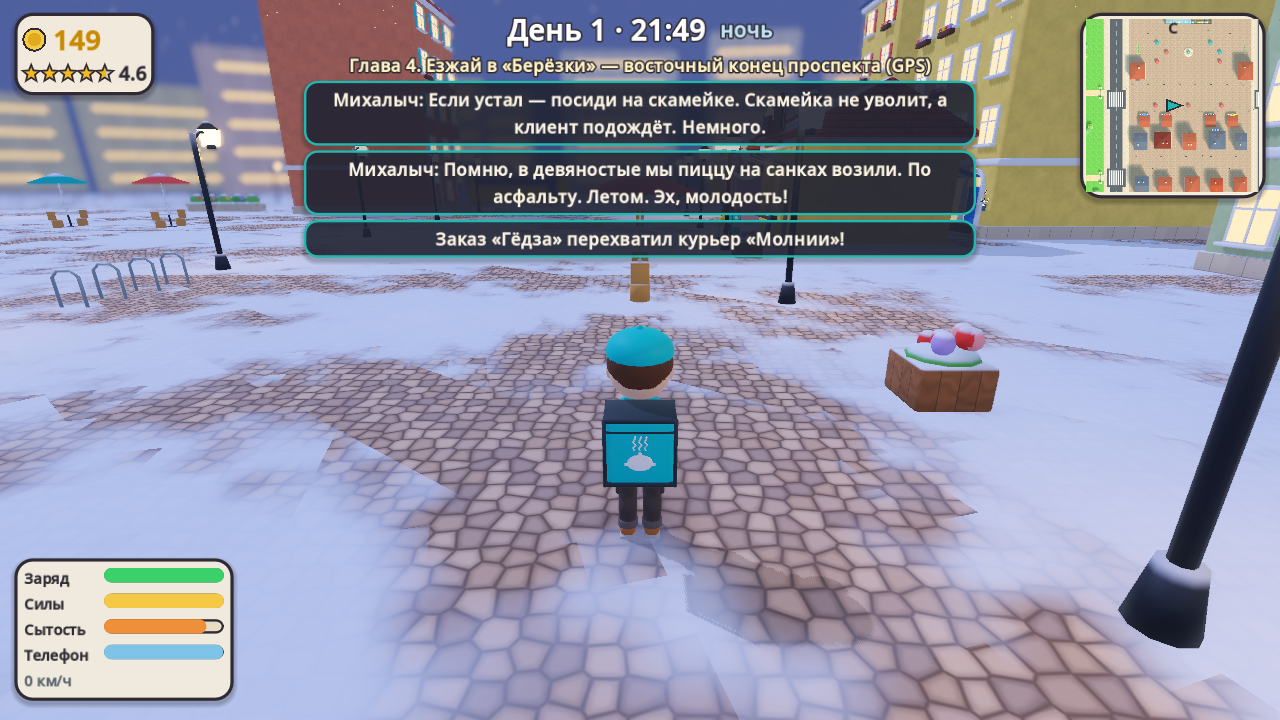 149
4.6
День 1 · 21:49 ночь
Глава 4. Езжай в «Берёзки» — восточный конец проспекта (GPS)
Михалыч: Если устал — посиди на скамейке. Скамейка не уволит, а
клиент подождёт. Немного.
Михалыч: Помню, в девяностые мы пиццу на санках возили. По
асфальту. Летом. Эх, молодость!
Заказ «Гёдза» перехватил курьер «Молнии»!
С
Заряд
Силы
Сытость
Телефон
0 км/ч